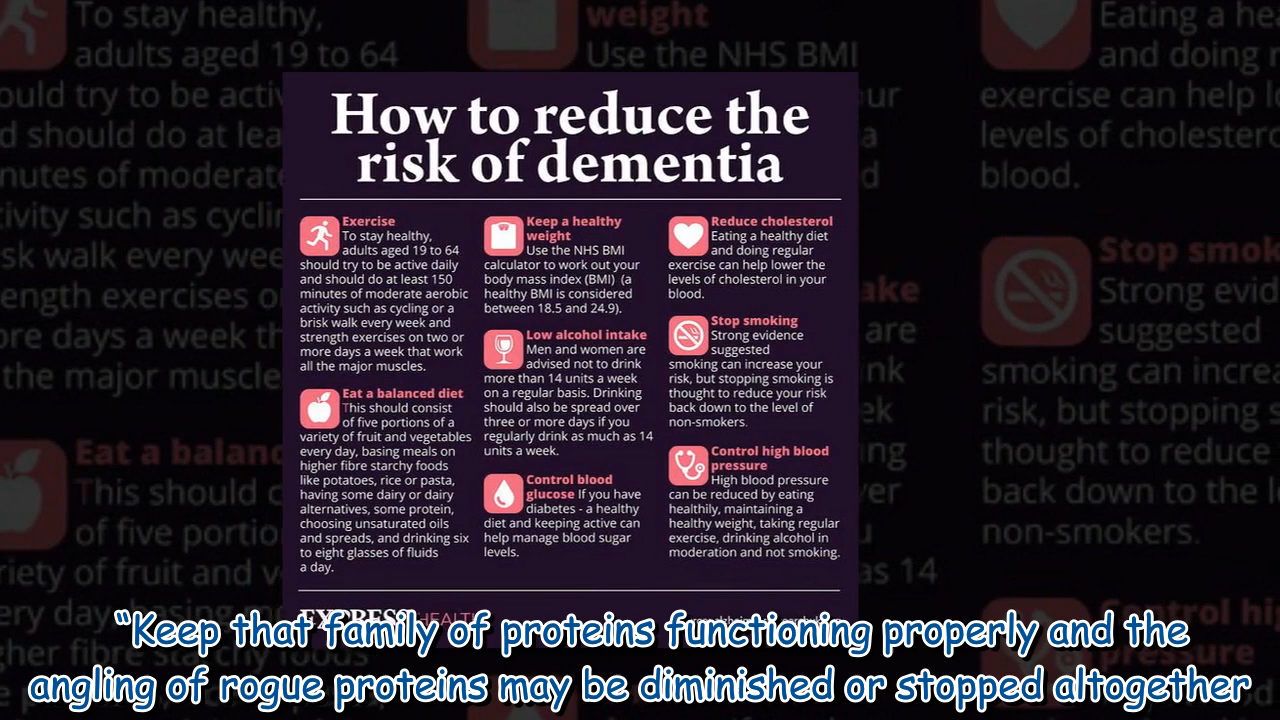 How to reduce the
risk of dementia
Exercise
To stay healthy,
adults aged 19 to 64
should try to be active daily
and should do at least 150
minutes of moderate aerobic
activity such as cycling or a
brisk walk every week and
strength exercises on two or
more days a week that work
all the major muscles.
Eat a balanced diet
This should consist
of five portions of a
variety of fruit and vegetables
every day, basing meals on
higher fibre starchy foods
like potatoes, rice or pasta,
having some dairy or dairy
alternatives, some protein,
choosing unsaturated oils
and spreads, and drinking six
to eight glasses of fluids
a day.
Keep a healthy
weight
Use the NHS BMI
calculator to work out your
body mass index (BMI) (a
healthy BMI is considered
between 18.5 and 24.9).
Low alcohol intake
Men and women are
advised not to drink
more than 14 units a week
on a regular basis. Drinking
should also be spread over
three or more days if you
regularly drink as much as 14
units a week.
Control blood
glucose If you have
diabetes - a healthy
diet and keeping active can
help manage blood sugar
levels.
Reduce cholesterol
Eating a healthy diet
and doing regular
exercise can help lower the
levels of cholesterol in your
blood.
Stop smoking
Strong evidence
suggested
smoking can increase your
risk, but stopping smoking is
thought to reduce your risk
back down to the level of
non-smokers.
Control high blood
pressure
High blood pressure
can be reduced by eating
healthily, maintaining a
healthy weight, taking regular
exercise, drinking alcohol in
moderation and not smoking.
EXPRESS HEALTH
“Keep that family of proteins functioning properly and the
angling of rogue proteins may be diminished or stopped altogether